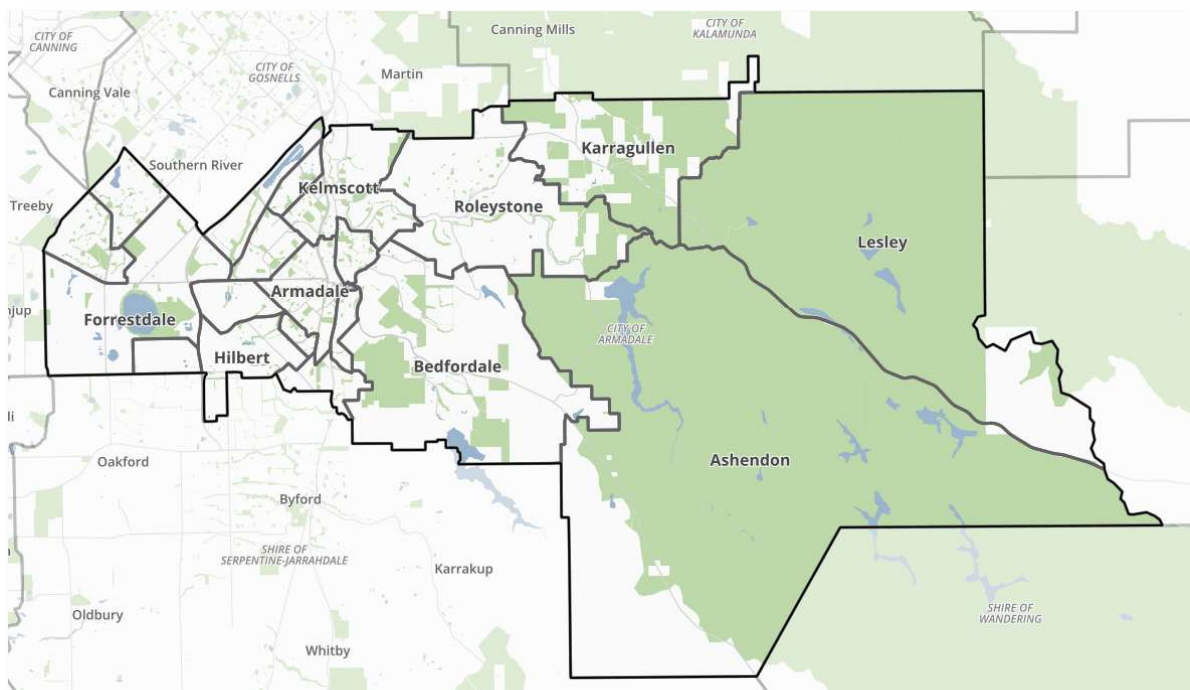 Canning Mills
CITY OF
KALAMUNDA
CITY OF
CANNING
CITY OF
GOSNELLS
Martin
Canning Vale
Karragullen
Southern River
Kelmscott
Treeby
Roleystone
Lesley
Armadale
Forrestdale
CITY OF
ARMADALE
Hilbert
Bedfordale
Ashendon
Oakford
Byford
SHIRE OF
SERPENTINE-JARRAHDALE
Karrakup
Oldbury
SHIRE OF
WANDERING
Whitby